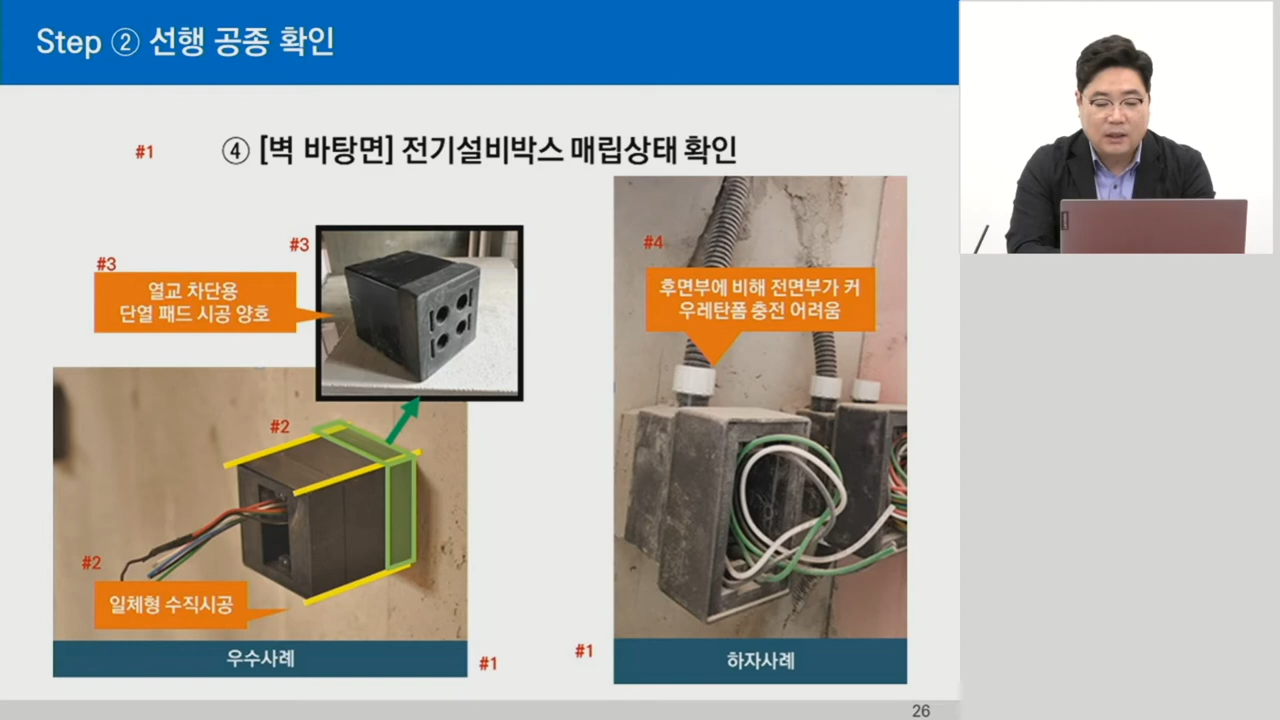 Step ② 선행 공종 확인
#1
④ [벽 바탕면] 전기설비박스 매립상태 확인
#3
#3
열교 차단용
단열 패드 시공 양호
#4
후면부에 비해 전면부가 커
우레탄폼 충전 어려움
#2
#2
일체형 수직시공
우수사례
#1
#1
하자사례
26